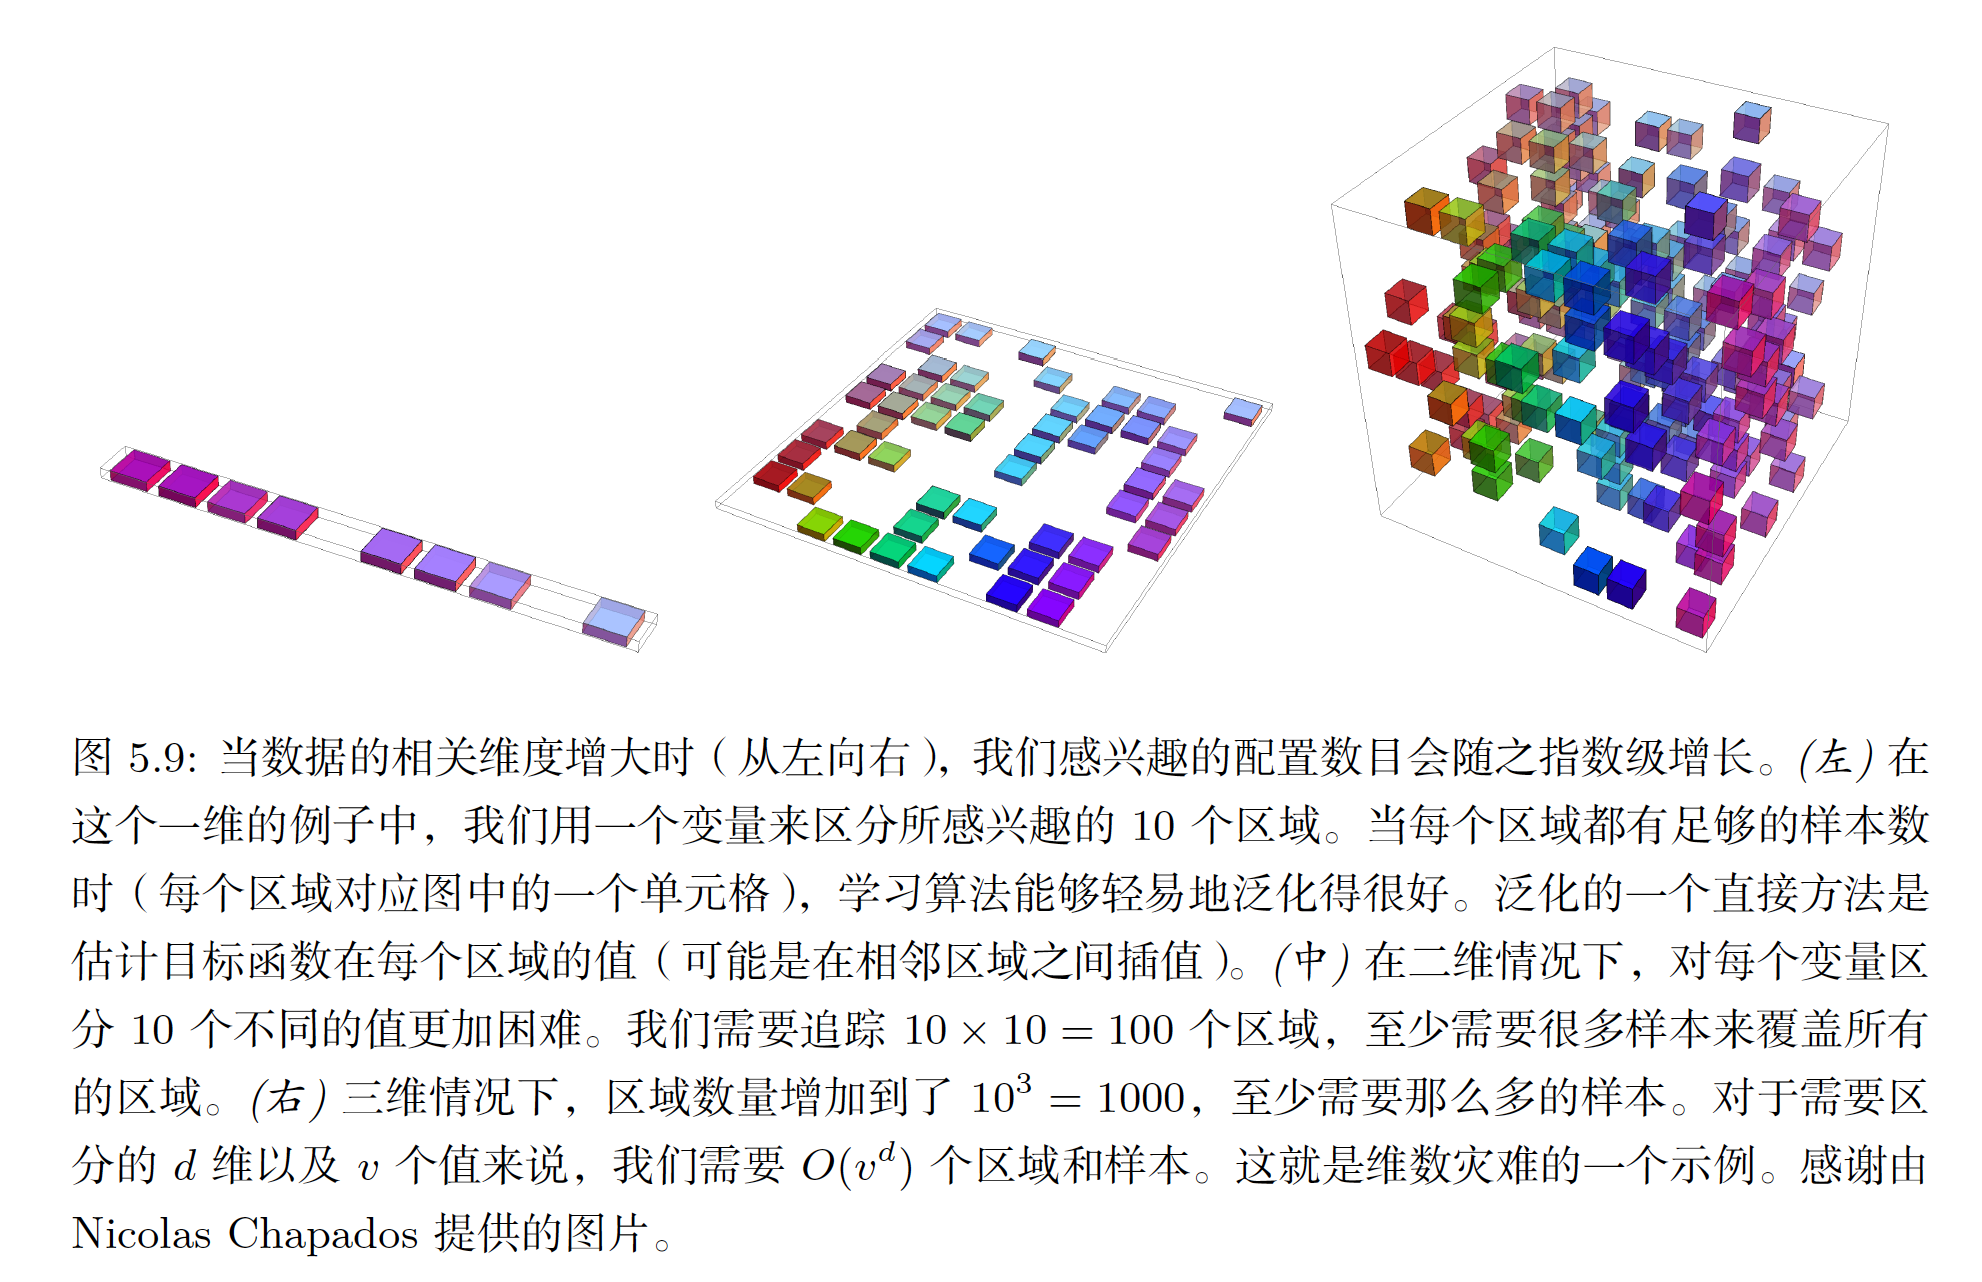 图 5.9: 当数据的相关维度增大时（从左向右），我们感兴趣的配置数目会随之指数级增长。(左) 在
这个一维的例子中，我们用一个变量来区分所感兴趣的 10 个区域。当每个区域都有足够的样本数
时（每个区域对应图中的一个单元格），学习算法能够轻易地泛化得很好。泛化的一个直接方法是
估计目标函数在每个区域的值（可能是在相邻区域之间插值）。(中) 在二维情况下，对每个变量区
分 10 个不同的值更加困难。我们需要追踪 10 × 10 = 100 个区域，至少需要很多样本来覆盖所有
的区域。(右) 三维情况下，区域数量增加到了 10³ = 1000，至少需要那么多的样本。对于需要区
分的 d 维以及 v 个值来说，我们需要 O(vᵈ) 个区域和样本。这就是维数灾难的一个示例。感谢由
Nicolas Chapados 提供的图片。